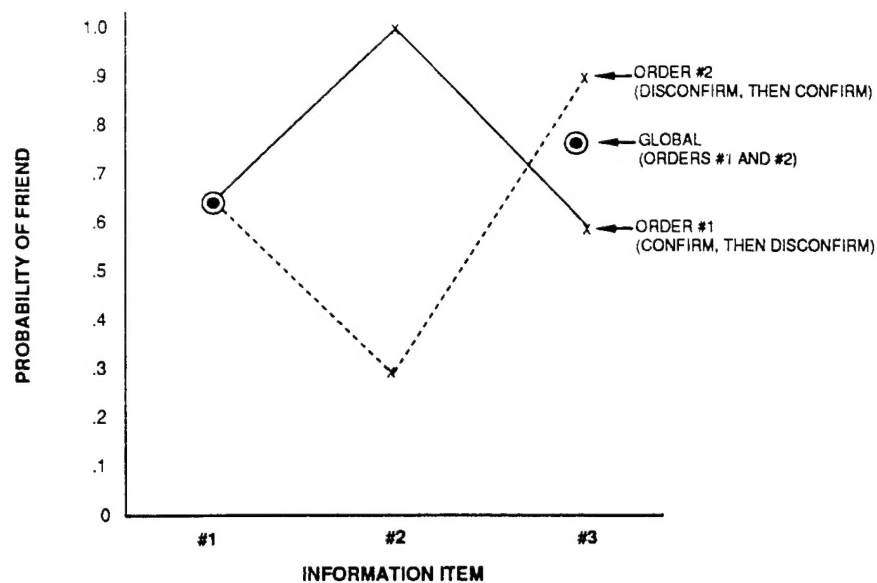 PROBABILITY OF FRIEND
1.0
.9
.8
.7
.6
.5
.4
.3
.2
.1
0
ORDER #2
(DISCONFIRM, THEN CONFIRM)
GLOBAL
(ORDERS #1 AND #2)
ORDER #1
(CONFIRM, THEN DISCONFIRM)
#1
#2
#3
INFORMATION ITEM